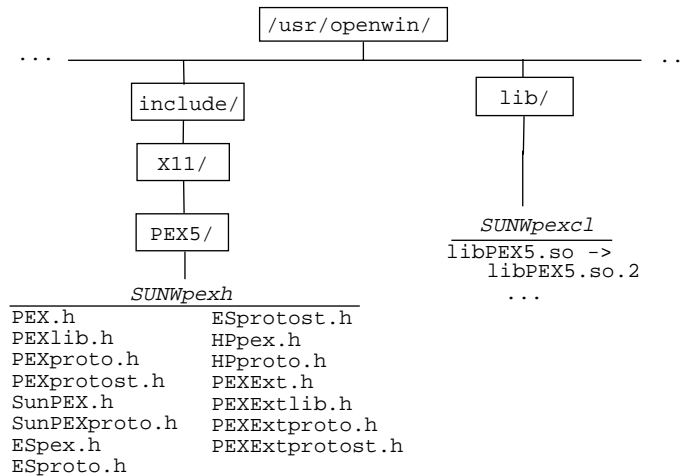 /usr/openwin/
... ..
include/ lib/
X11/
PEX5/
SUNWpexcl
libPEX5.so ->
libPEX5.so.2
...
SUNWpexh
PEX.h
PEXlib.h
PEXproto.h
PEXprotost.h
SunPEX.h
SunPEXproto.h
ESpex.h
ESproto.h
ESprotost.h
HPpex.h
HPproto.h
PEXExt.h
PEXExtlib.h
PEXExtproto.h
PEXExtprotost.h